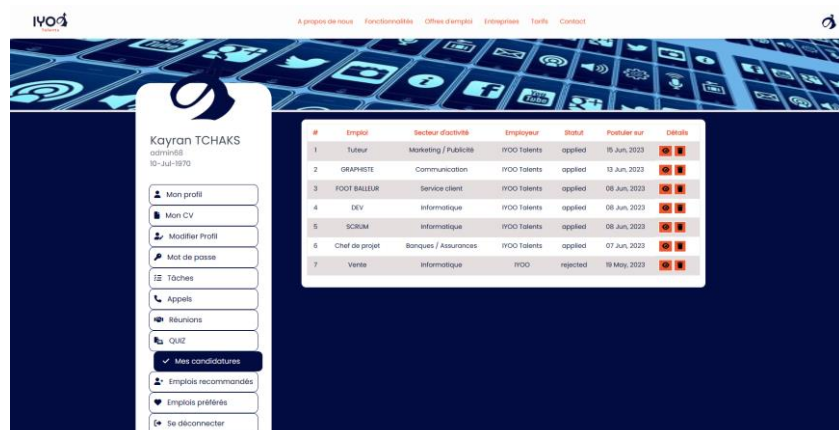 IYOO
Talents
A propos de nous Fonctionnalités Offres d'emploi Entreprises Tarifs Contact
You
Tube
Kayran TCHAKS
admin68
10-Jul-1970
Mon profil
Mon CV
Modifier Profil
Mot de passe
Tâches
Appels
Réunions
QUIZ
Mes candidatures
Emplois recommandés
Emplois préférés
Se déconnecter
# Emploi Secteur d'activité Employeur Statut Postuler sur Détails
1 Tuteur Marketing / Publicité IYOO Talents applied 15 Jun, 2023
2 GRAPHISTE Communication IYOO Talents applied 13 Jun, 2023
3 FOOT BALLEUR Service client IYOO Talents applied 08 Jun, 2023
4 DEV Informatique IYOO Talents applied 08 Jun, 2023
5 SCRUM Informatique IYOO Talents applied 08 Jun, 2023
6 Chef de projet Banques / Assurances IYOO Talents applied 07 Jun, 2023
7 Vente Informatique IYOO rejected 19 May, 2023